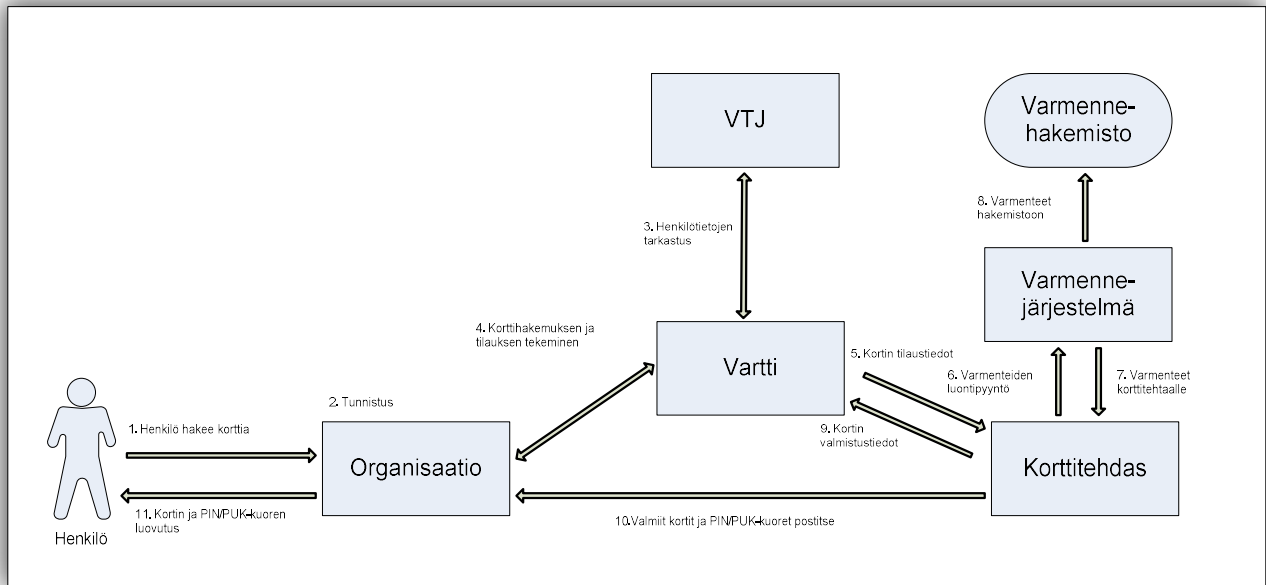 VTJ
Varmenne-
hakemisto
8. Varmenteet
hakemistoon
3. Henkilötietojen
tarkastus
Varmenne-
järjestelmä
4. Korttihakemuksen ja
tilauksen tekeminen
Vartti
5. Kortin tilaustiedot
6. Varmenteiden
luontipyyntö
7. Varmenteet
korttitehtaalle
2. Tunnistus
1. Henkilö hakee korttia
9. Kortin
valmistustiedot
Organisaatio
Korttitehdas
11. Kortin ja PIN/PUK-kuoren
luovutus
10.Valmiit kortit ja PIN/PUK-kuoret postitse
Henkilö